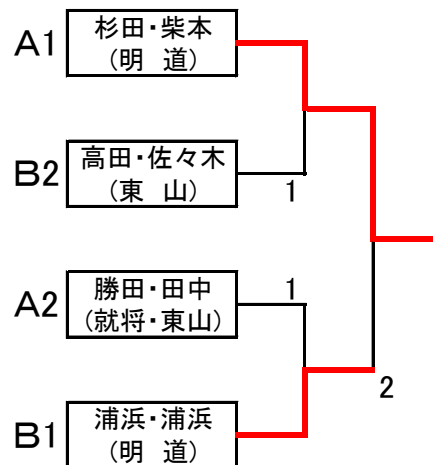 A1
杉田・柴本
(明 道)
B2
高田・佐々木
(東 山)
1
A2
勝田・田中
(就将・東山)
1
B1
浦浜・浦浜
(明 道)
2